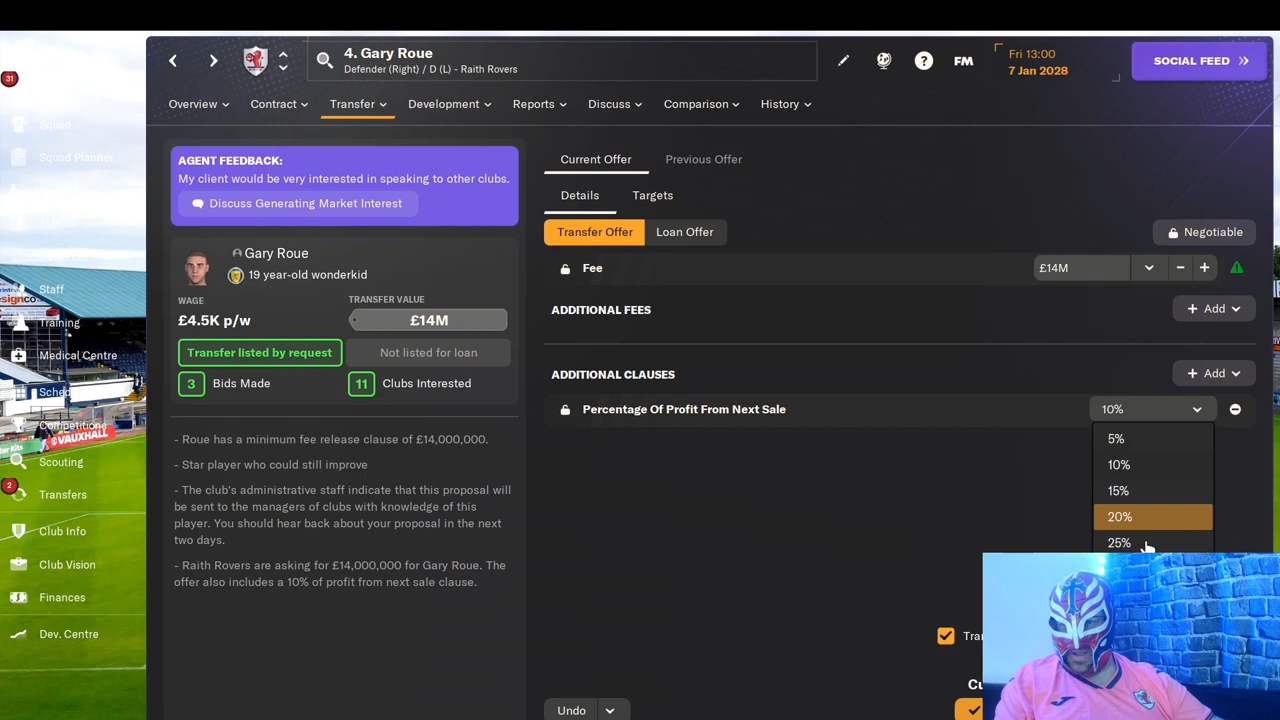 4. Gary Roue
Defender (Right) / D (L) - Raith Rovers
FM
Fri 13:00
7 Jan 2028
SOCIAL FEED
31
Overview
Contract
Transfer
Development
Reports
Discuss
Comparison
History
Squad
Squad Planner
Staff
Training
Medical Centre
Sched
Competitions
VAUXHALL
Scouting
2
Transfers
Club Info
Club Vision
Finances
Dev. Centre
AGENT FEEDBACK:
My client would be very interested in speaking to other clubs.
Discuss Generating Market Interest
Gary Roue
19 year-old wonderkid
WAGE
£4.5K p/w
TRANSFER VALUE
£14M
Transfer listed by request
Not listed for loan
3 Bids Made
11 Clubs Interested
- Roue has a minimum fee release clause of £14,000,000.
- Star player who could still improve
- The club's administrative staff indicate that this proposal will
be sent to the managers of clubs with knowledge of this
player. You should hear back about your proposal in the next
two days.
- Raith Rovers are asking for £14,000,000 for Gary Roue. The
offer also includes a 10% of profit from next sale clause.
Current Offer
Previous Offer
Details
Targets
Transfer Offer
Loan Offer
Negotiable
Fee
£14M
ADDITIONAL FEES
Add
ADDITIONAL CLAUSES
Add
Percentage Of Profit From Next Sale
10%
5%
10%
15%
20%
25%
Tra
Cu
Undo